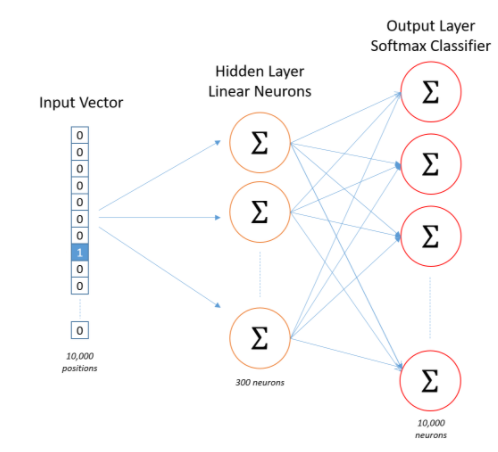 Output Layer
Softmax Classifier
Hidden Layer
Linear Neurons
Input Vector
0
0
0
0
0
0
0
1
0
0
0
10,000
positions
Σ
Σ
Σ
300 neurons
Σ
Σ
Σ
Σ
10,000
neurons